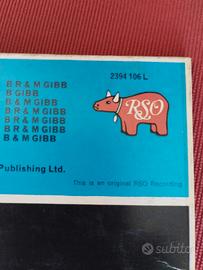 2394 106 L
B R & M GIBB
B GIBB
B & M GIBB
B R & M GIBB
B & M GIBB
B R & M GIBB
B & M GIBB
RSO
Publishing Ltd.
This is an original RSO Recording
subito